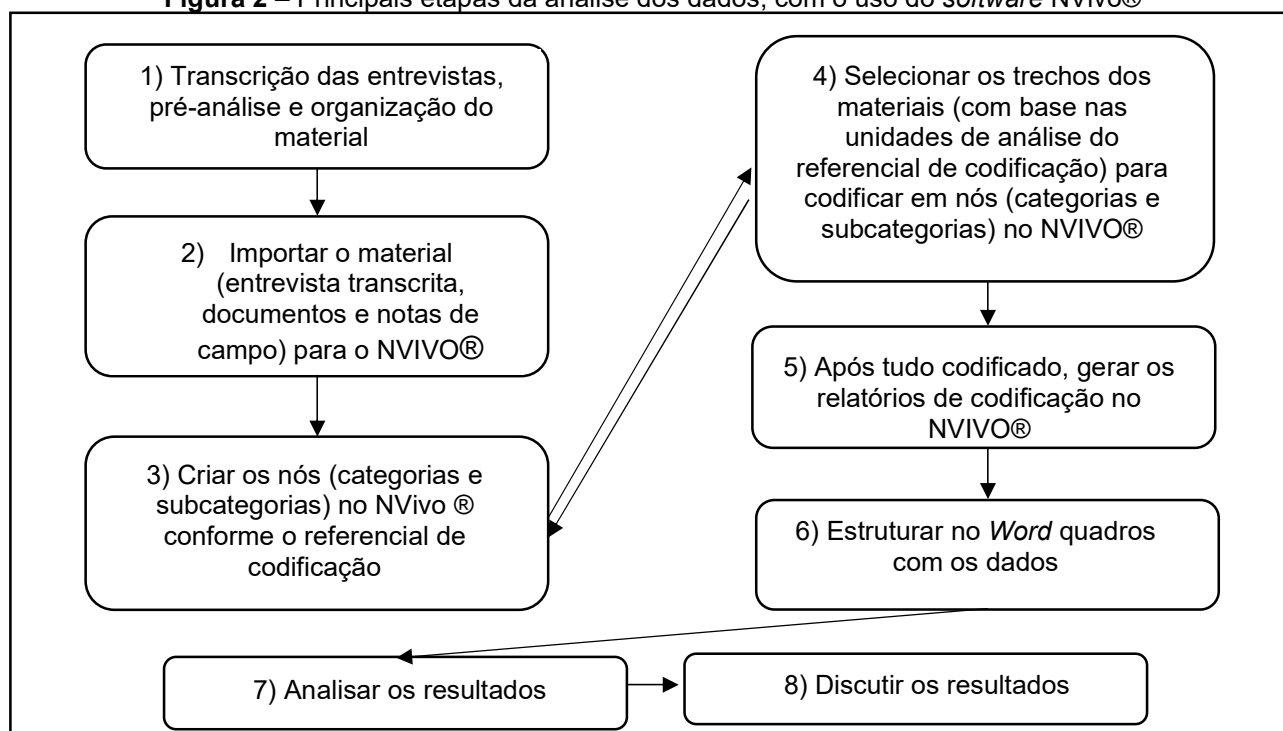 Figura 2 – Principais etapas da análise dos dados, com o uso do software NVivo®
1) Transcrição das entrevistas,
pré-análise e organização do
material
2) Importar o material
(entrevista transcrita,
documentos e notas de
campo) para o NVIVO®
3) Criar os nós (categorias e
subcategorias) no NVivo ®
conforme o referencial de
codificação
4) Selecionar os trechos dos
materiais (com base nas
unidades de análise do
referencial de codificação) para
codificar em nós (categorias e
subcategorias) no NVIVO®
5) Após tudo codificado, gerar os
relatórios de codificação no
NVIVO®
6) Estruturar no Word quadros
com os dados
7) Analisar os resultados
8) Discutir os resultados